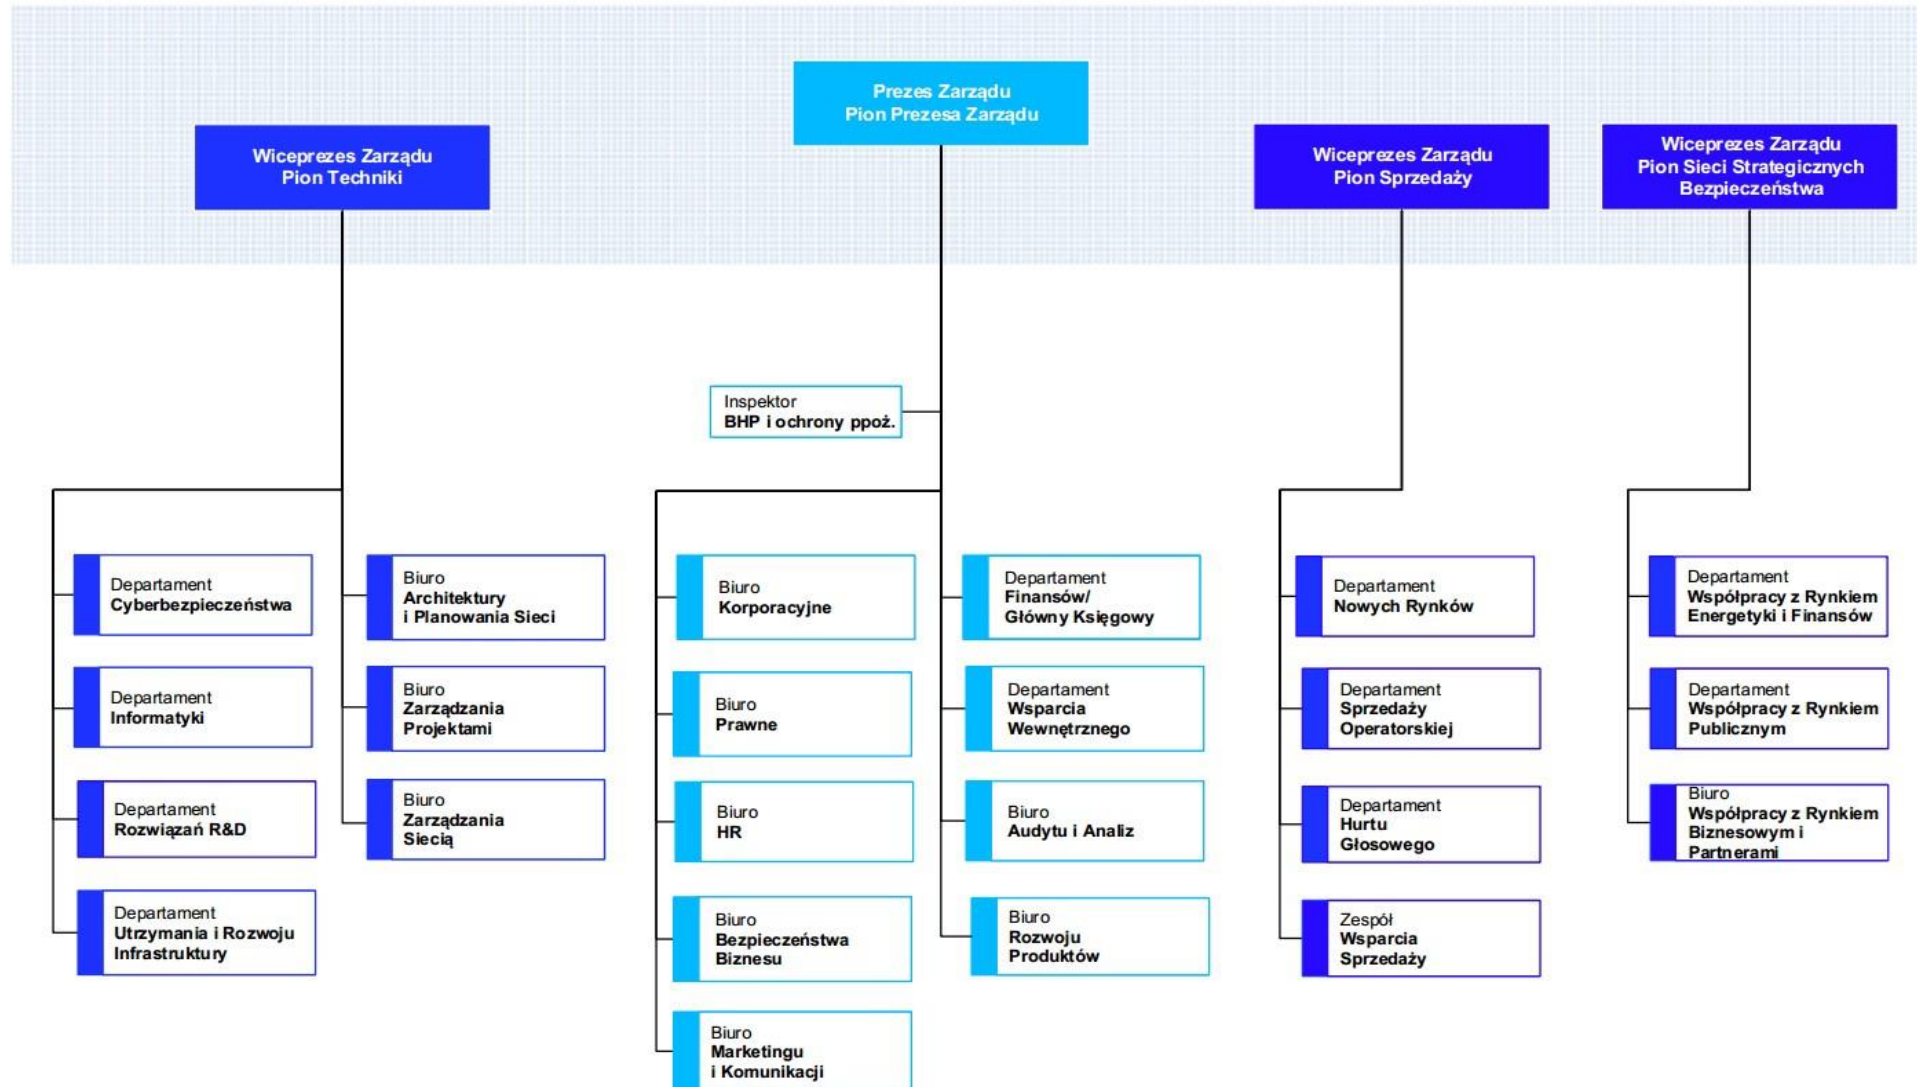 Prezes Zarządu
Pion Prezesa Zarządu
Wiceprezes Zarządu
Pion Techniki
Wiceprezes Zarządu
Pion Sprzedaży
Wiceprezes Zarządu
Pion Sieci Strategicznych
Bezpieczeństwa
Inspektor
BHP i ochrony ppoż.
Departament
Cyberbezpieczeństwa
Departament
Informatyki
Departament
Rozwiązań R&D
Departament
Utrzymania i Rozwoju
Infrastruktury
Biuro
Architektury
i Planowania Sieci
Biuro
Zarządzania
Projektami
Biuro
Zarządzania
Siecią
Biuro
Korporacyjne
Biuro
Prawne
Biuro
HR
Biuro
Bezpieczeństwa
Biznesu
Biuro
Marketingu
i Komunikacji
Departament
Finansów/
Główny Księgowy
Departament
Wsparcia
Wewnętrznego
Biuro
Audytu i Analiz
Biuro
Rozwoju
Produktów
Departament
Nowych Rynków
Departament
Sprzedaży
Operatorskiej
Departament
Hurtu
Głosowego
Zespół
Wsparcia
Sprzedaży
Departament
Współpracy z Rynkiem
Energetyki i Finansów
Departament
Współpracy z Rynkiem
Publicznym
Biuro
Współpracy z Rynkiem
Biznesowym i
Partnerami